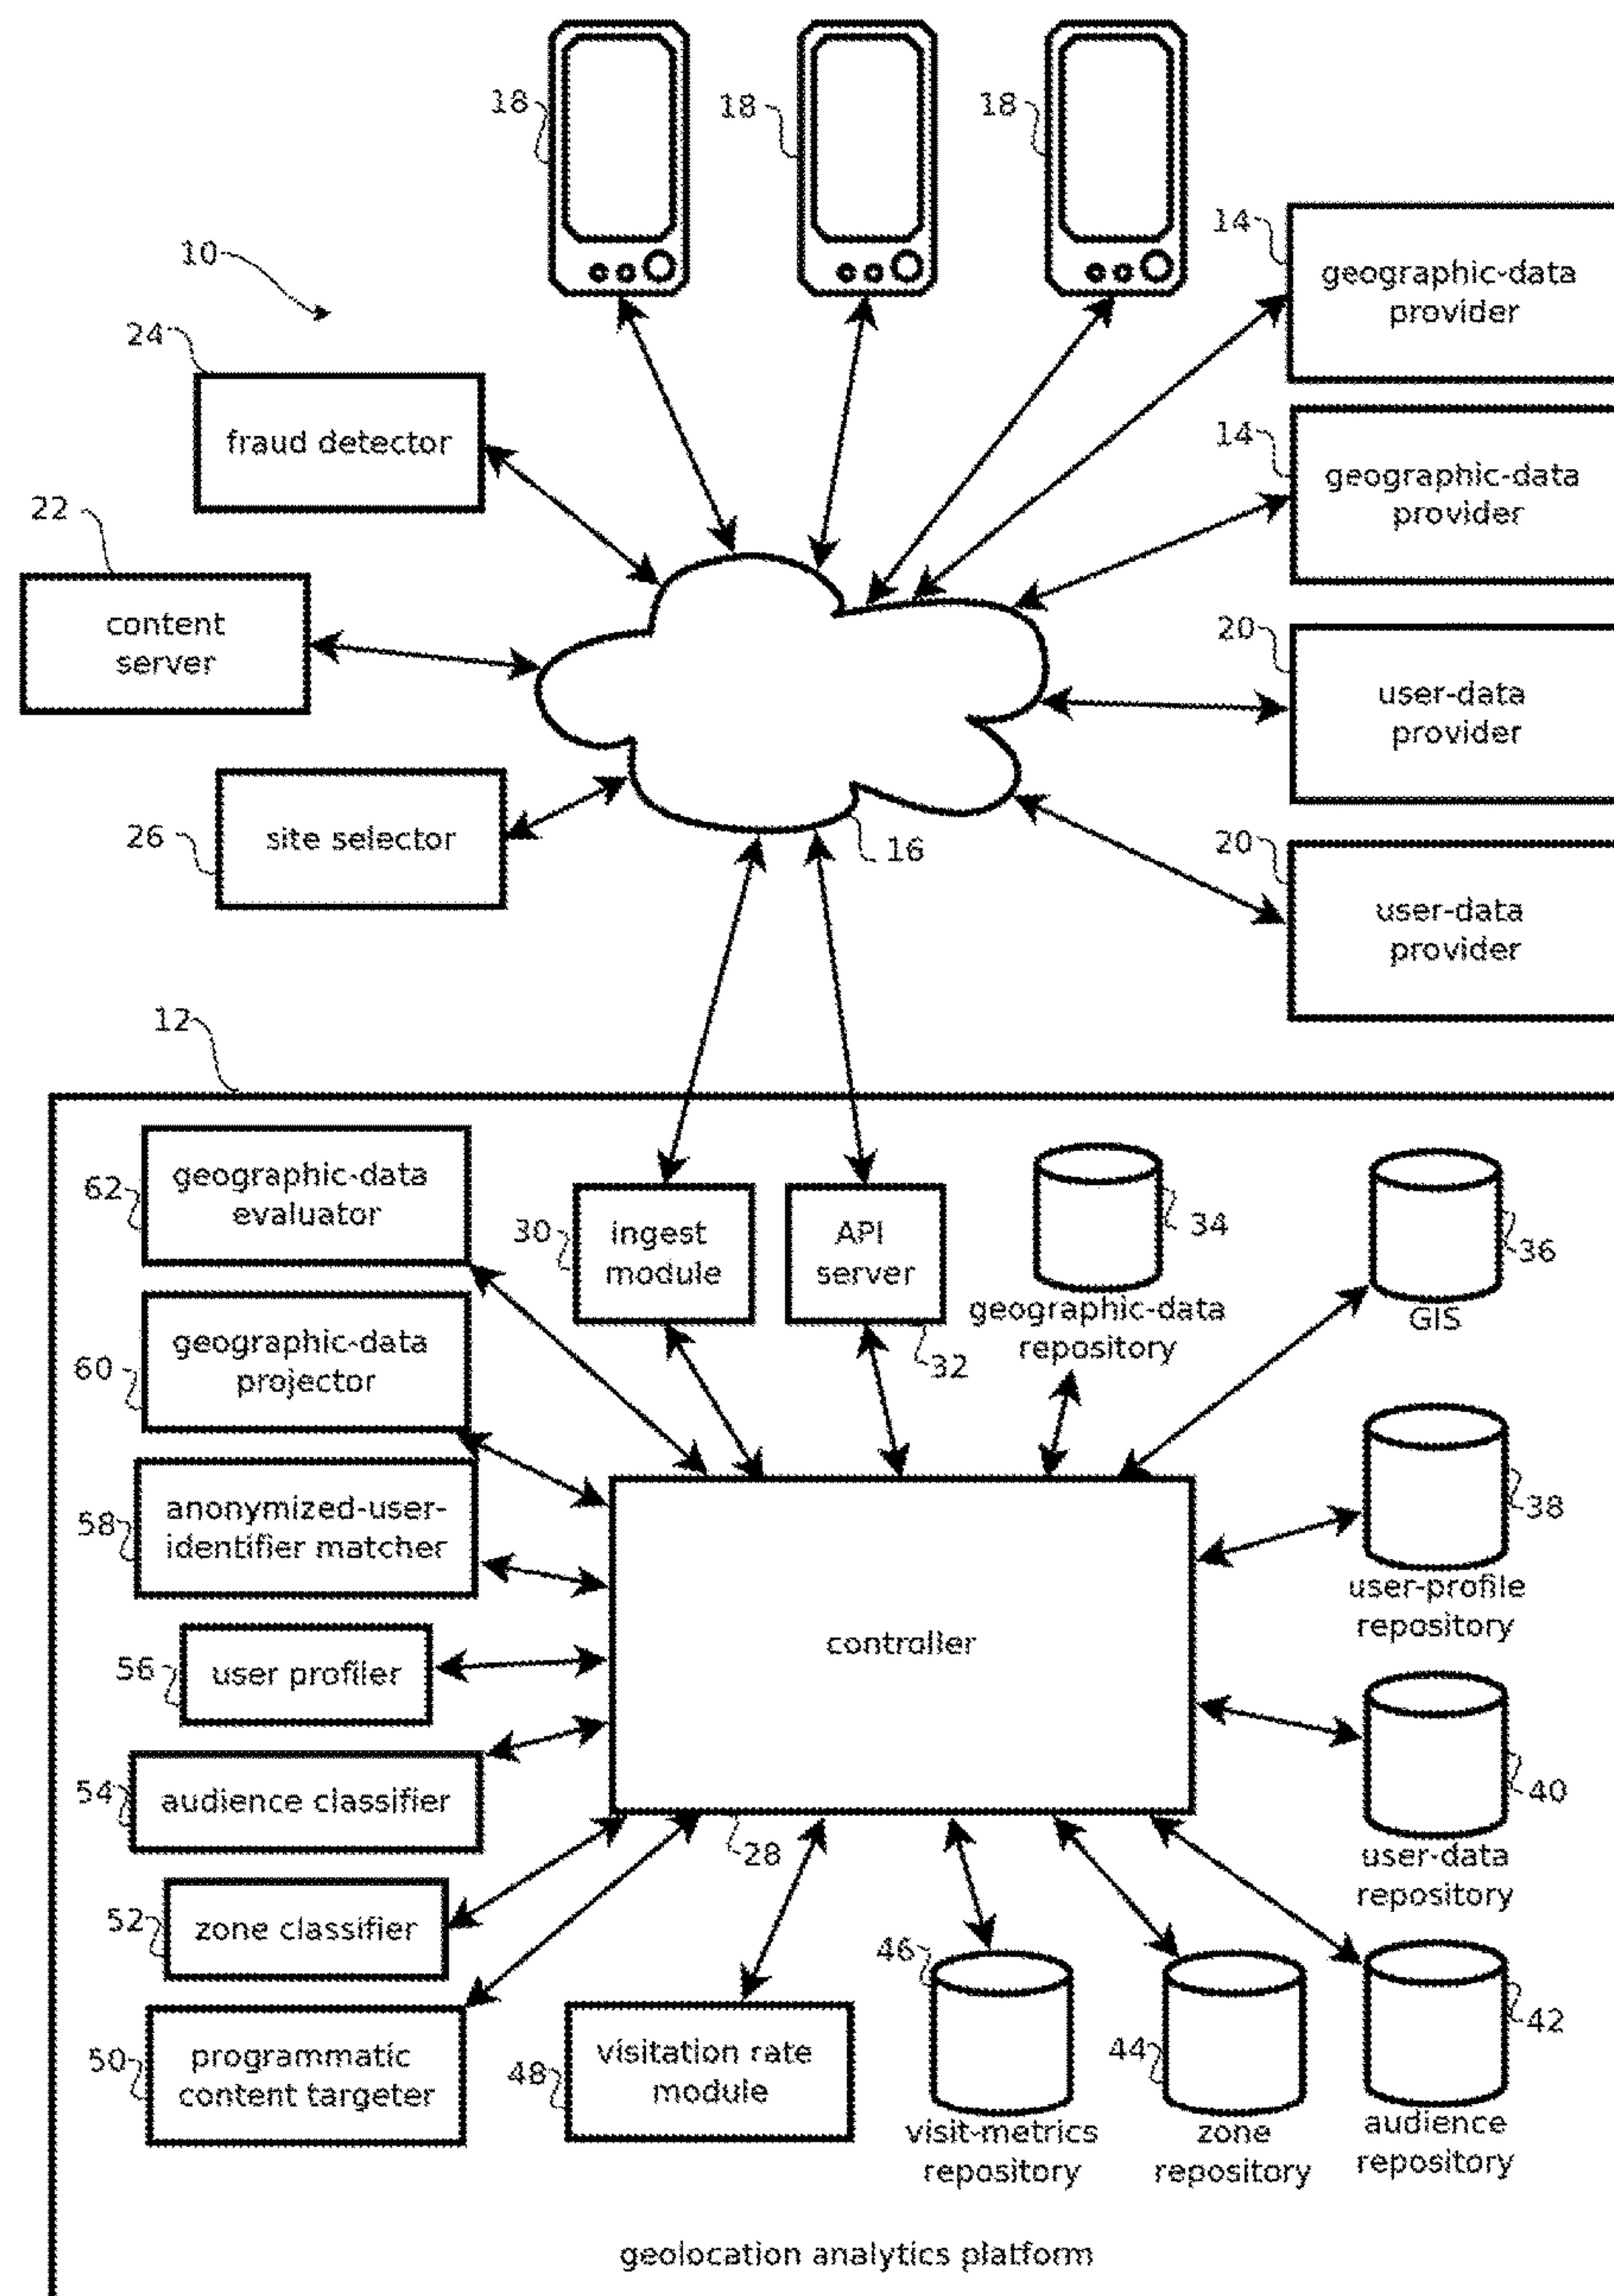 18
18
18
10
14
geographic-data
provider
24
fraud detector
14
geographic-data
provider
22
content
server
20
user-data
provider
26
site selector
16
20
user-data
provider
12
62
geographic-data
evaluator
30
ingest
module
API
server
32
34
geographic-data
repository
36
GIS
60
geographic-data
projector
58
anonymized-user-
identifier matcher
controller
28
38
user-profile
repository
56
user profiler
54
audience classifier
40
user-data
repository
52
zone classifier
50
programmatic
content targeter
48
visitation rate
module
46
visit-metrics
repository
44
zone
repository
42
audience
repository
geolocation analytics platform